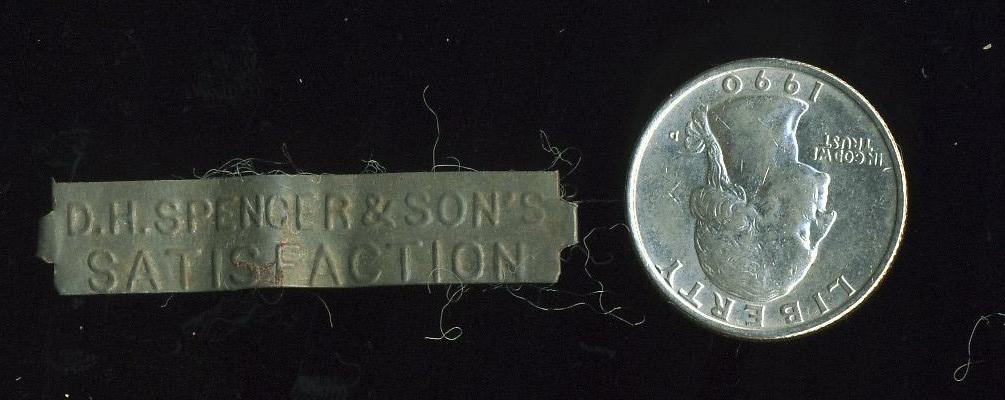 D.H.SPENCER & SON'S
SATISFACTION
1990
IN GOD WE
TRUST
LIBERTY
D